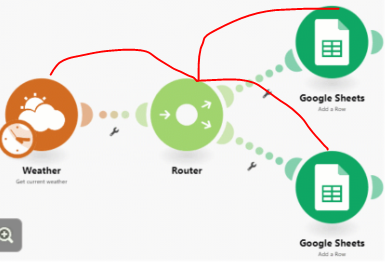 Google Sheets
Add a Row
Weather
Get current weather
Router
Google Sheets
Add a Row